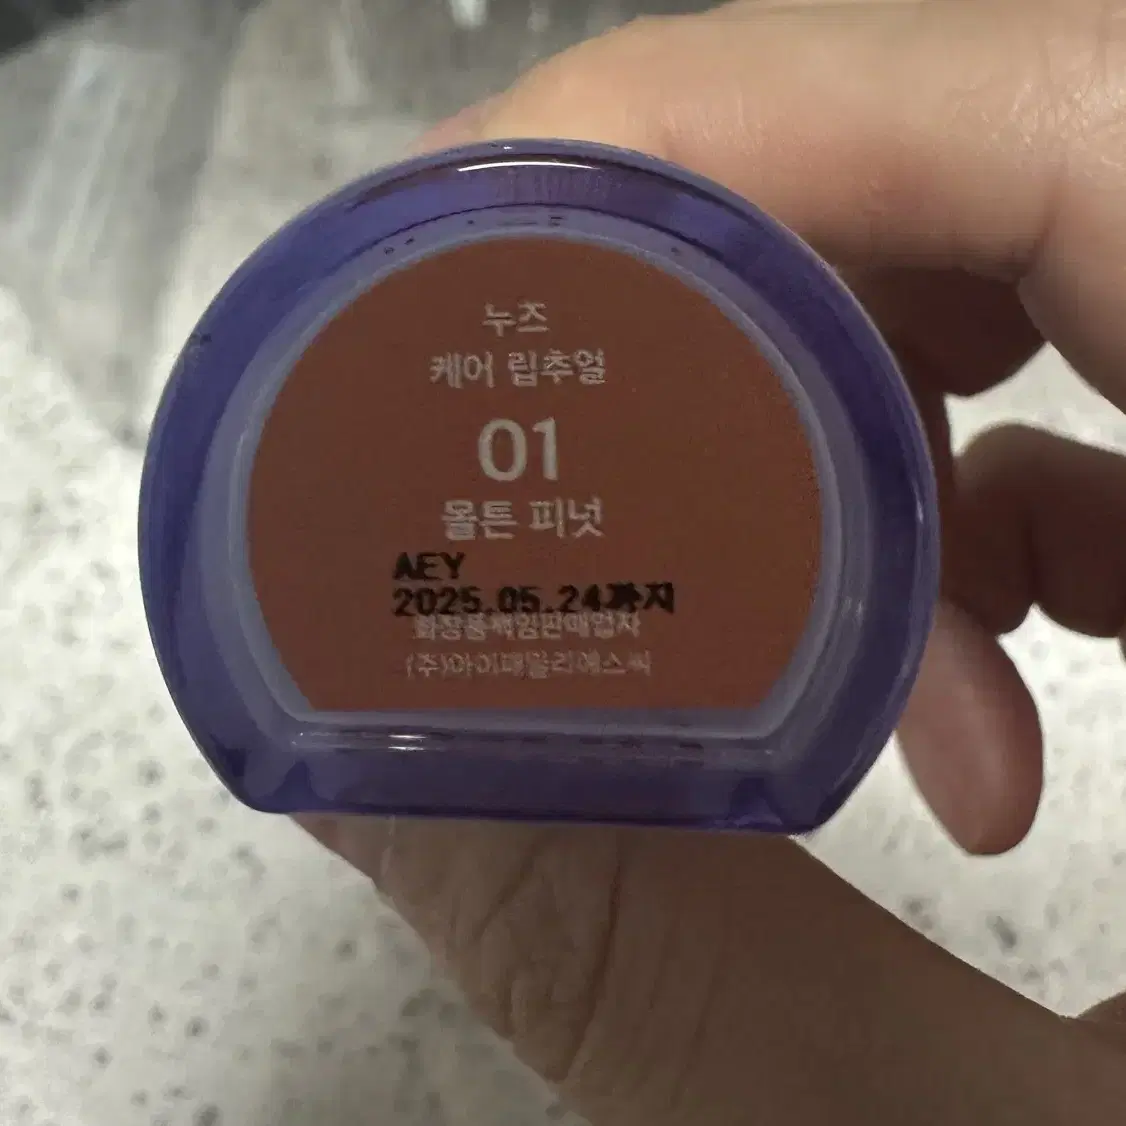 누즈
케어 립추얼
01
몰튼 피넛
AEY
2025.05.24까지
화장품책임판매업자
(주)아이패밀리에스씨